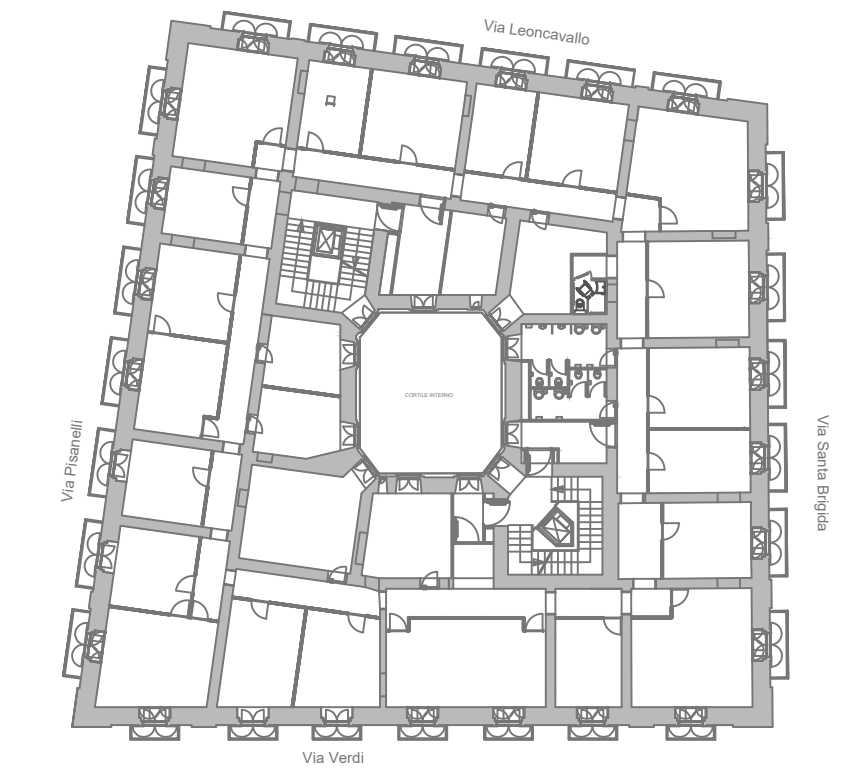 Via Leoncavallo
CORTILE INTERNO
Via Pisanelli
Via Santa Brigida
Via Verdi